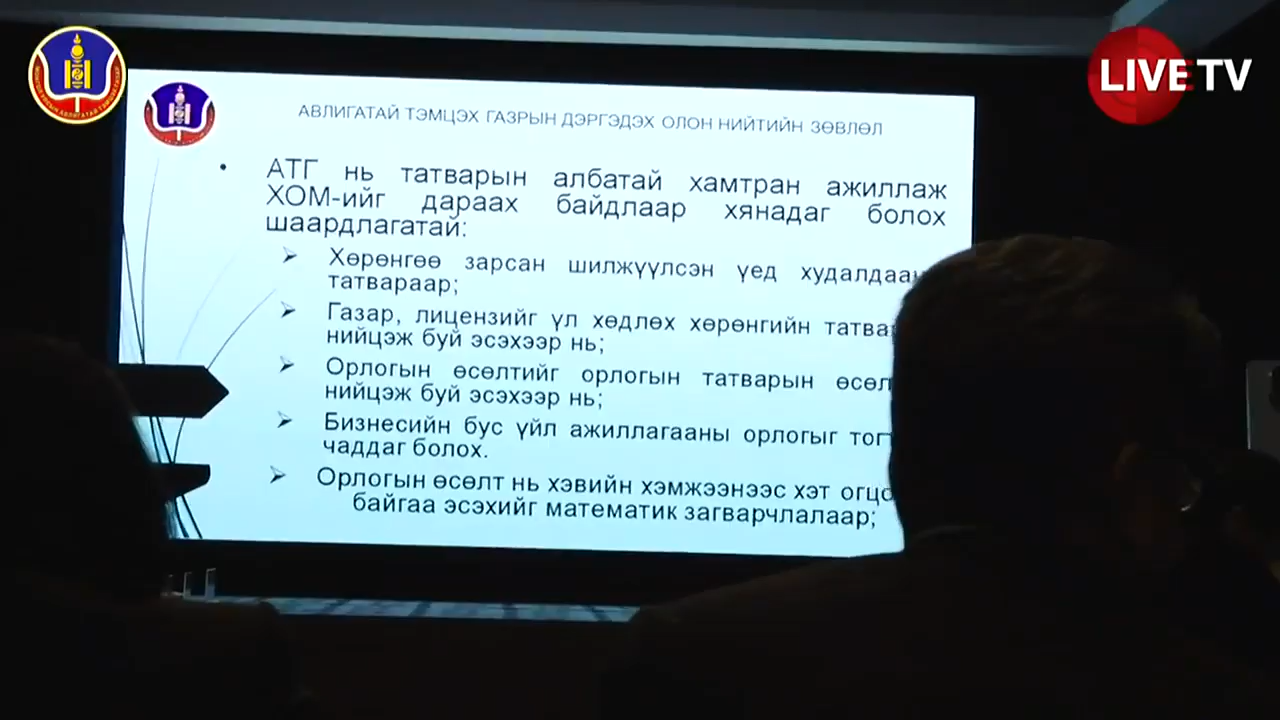 LIVE TV
АВЛИГАТАЙ ТЭМЦЭХ ГАЗРЫН ДЭРГЭДЭХ ОЛОН НИЙТИЙН ЗӨВЛӨЛ
• АТГ нь татварын албатай хамтран ажиллаж
ХОМ-ийг дараах байдлаар хянадаг болох
шаардлагатай:
Хөрөнгөө зарсан шилжүүлсэн үед
татвараар;
Газар, лицензийг үл хөдлөх хөрөнгийн
нийцэж буй эсэхээр нь;
Орлогын өсөлтийг орлогын татварын
нийцэж буй эсэхээр нь;
Бизнесийн бус үйл ажиллагааны орлогыг
чаддаг болох.
Орлогын өсөлт нь хэвийн хэмжээнээс хэт
байгаа эсэхийг математик загварчлалаар;